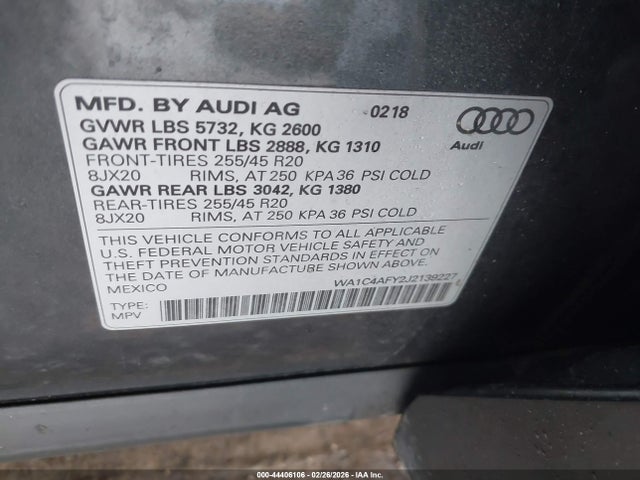 MFD. BY AUDI AG 0218
GVWR LBS 5732, KG 2600
GAWR FRONT LBS 2888, KG 1310
FRONT-TIRES 255/45 R20
8JX20 RIMS, AT 250 KPA 36 PSI COLD
GAWR REAR LBS 3042, KG 1380
REAR-TIRES 255/45 R20
8JX20 RIMS, AT 250 KPA 36 PSI COLD
Audi
THIS VEHICLE CONFORMS TO ALL APPLICABLE
U.S. FEDERAL MOTOR VEHICLE SAFETY AND
THEFT PREVENTION STANDARDS IN EFFECT ON
THE DATE OF MANUFACTURE SHOWN ABOVE.
MEXICO
WA1C4AFY2J2139227
TYPE:
MPV
000-44406106 - 02/26/2026 - IAA Inc.